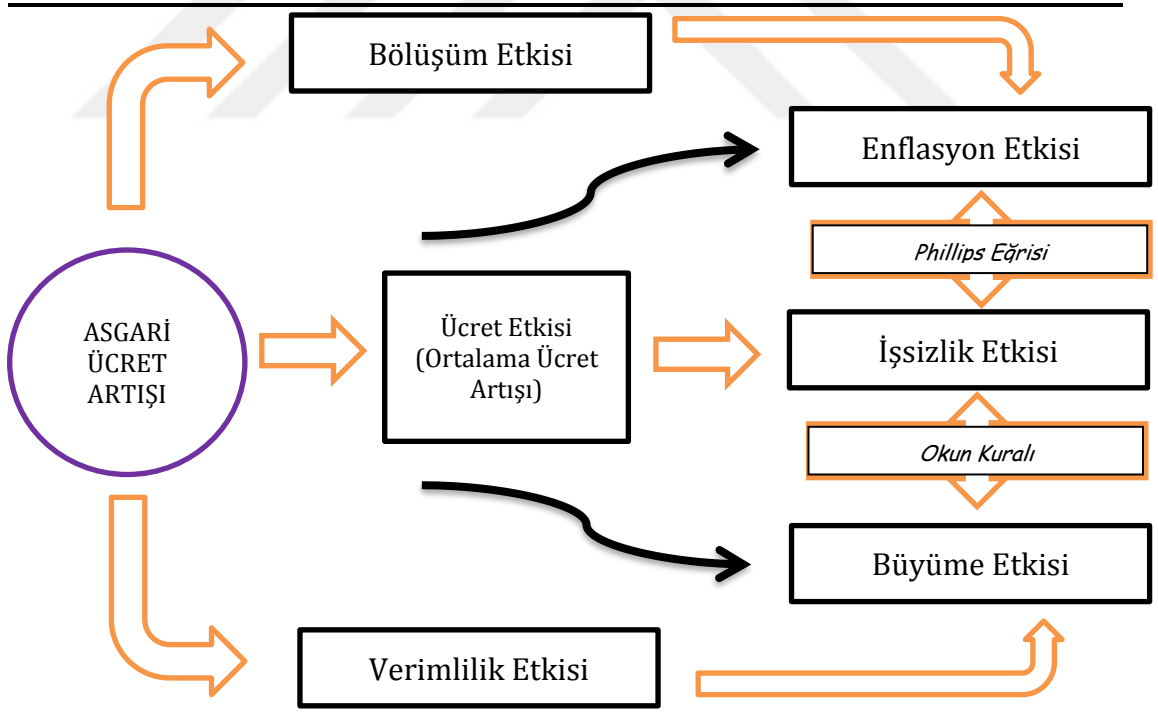 Bölüşüm Etkisi
Enflasyon Etkisi
Phillips Eğrisi
ASGARİ
ÜCRET
ARTIŞI
Ücret Etkisi
(Ortalama Ücret
Artışı)
İşsizlik Etkisi
Okun Kuralı
Büyüme Etkisi
Verimlilik Etkisi